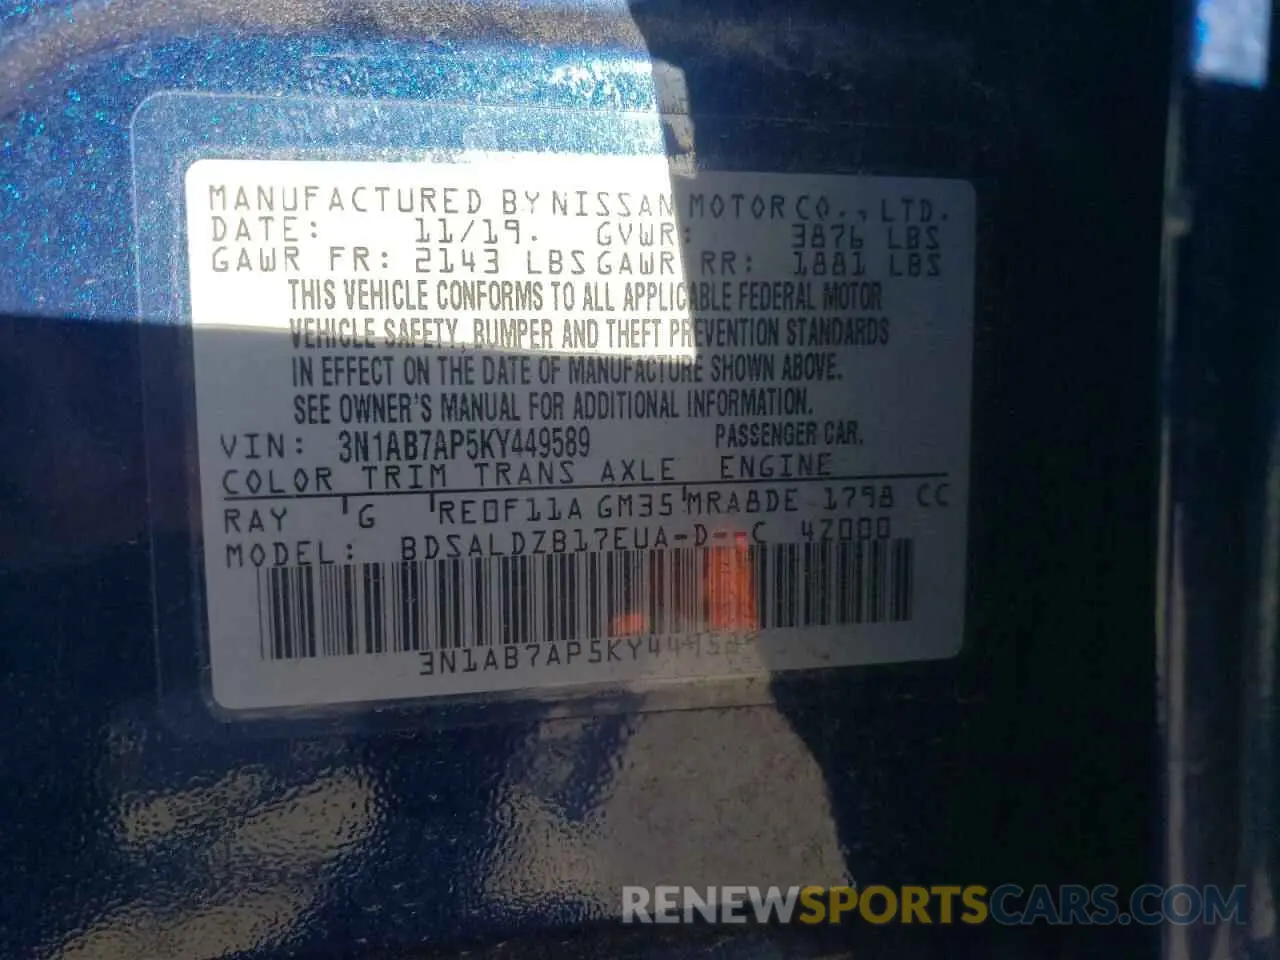 MANUFACTURED BY NISSAN MOTOR CO., LTD.
DATE: 11/19. GVWR: 3876 LBS
GAWR FR: 2143 LBS GAWR RR: 1881 LBS
THIS VEHICLE CONFORMS TO ALL APPLICABLE FEDERAL MOTOR
VEHICLE SAFETY, BUMPER AND THEFT PREVENTION STANDARDS
IN EFFECT ON THE DATE OF MANUFACTURE SHOWN ABOVE.
SEE OWNER'S MANUAL FOR ADDITIONAL INFORMATION.
VIN: 3N1AB7AP5KY449589 PASSENGER CAR.
COLOR TRIM TRANS AXLE ENGINE
RAY G RE0F11A GM35 MRA8DE 1798 CC
MODEL: BDSALDZB17EUA-D--C 4Z000
RENEWSPORTSCARS.COM